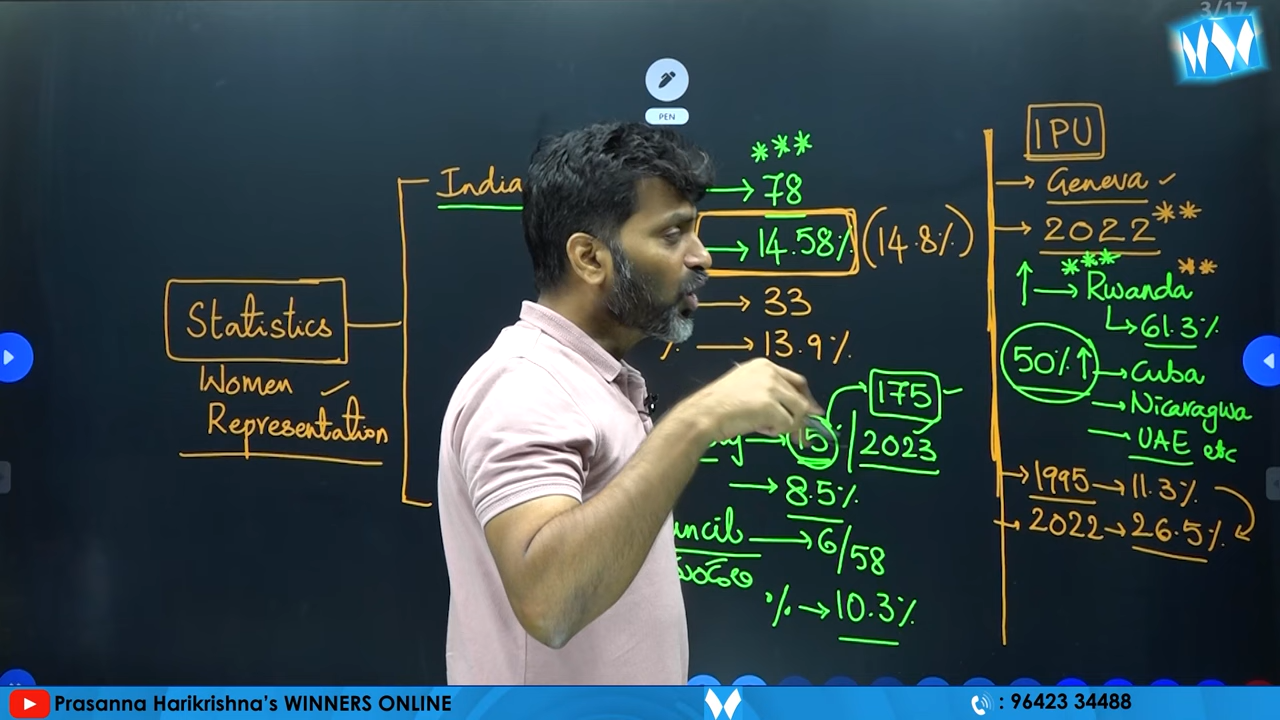 3/17
PEN
Statistics
Women
Representation
India
***
→ 78
→ 14.58% (14.8%)
→ 33
% → 13.9%
175
→ 15 / 2023
→ 8.5%
→ 6/58
% → 10.3%
IPU
→ Geneva ✓
→ 2022 **
↑ → Rwanda ***
**
↳ 61.3%
50% ↑ → Cuba
→ Nicaragwa
→ UAE etc
→ 1995 → 11.3%
→ 2022 → 26.5%
Prasanna Harikrishna's WINNERS ONLINE
: 96423 34488